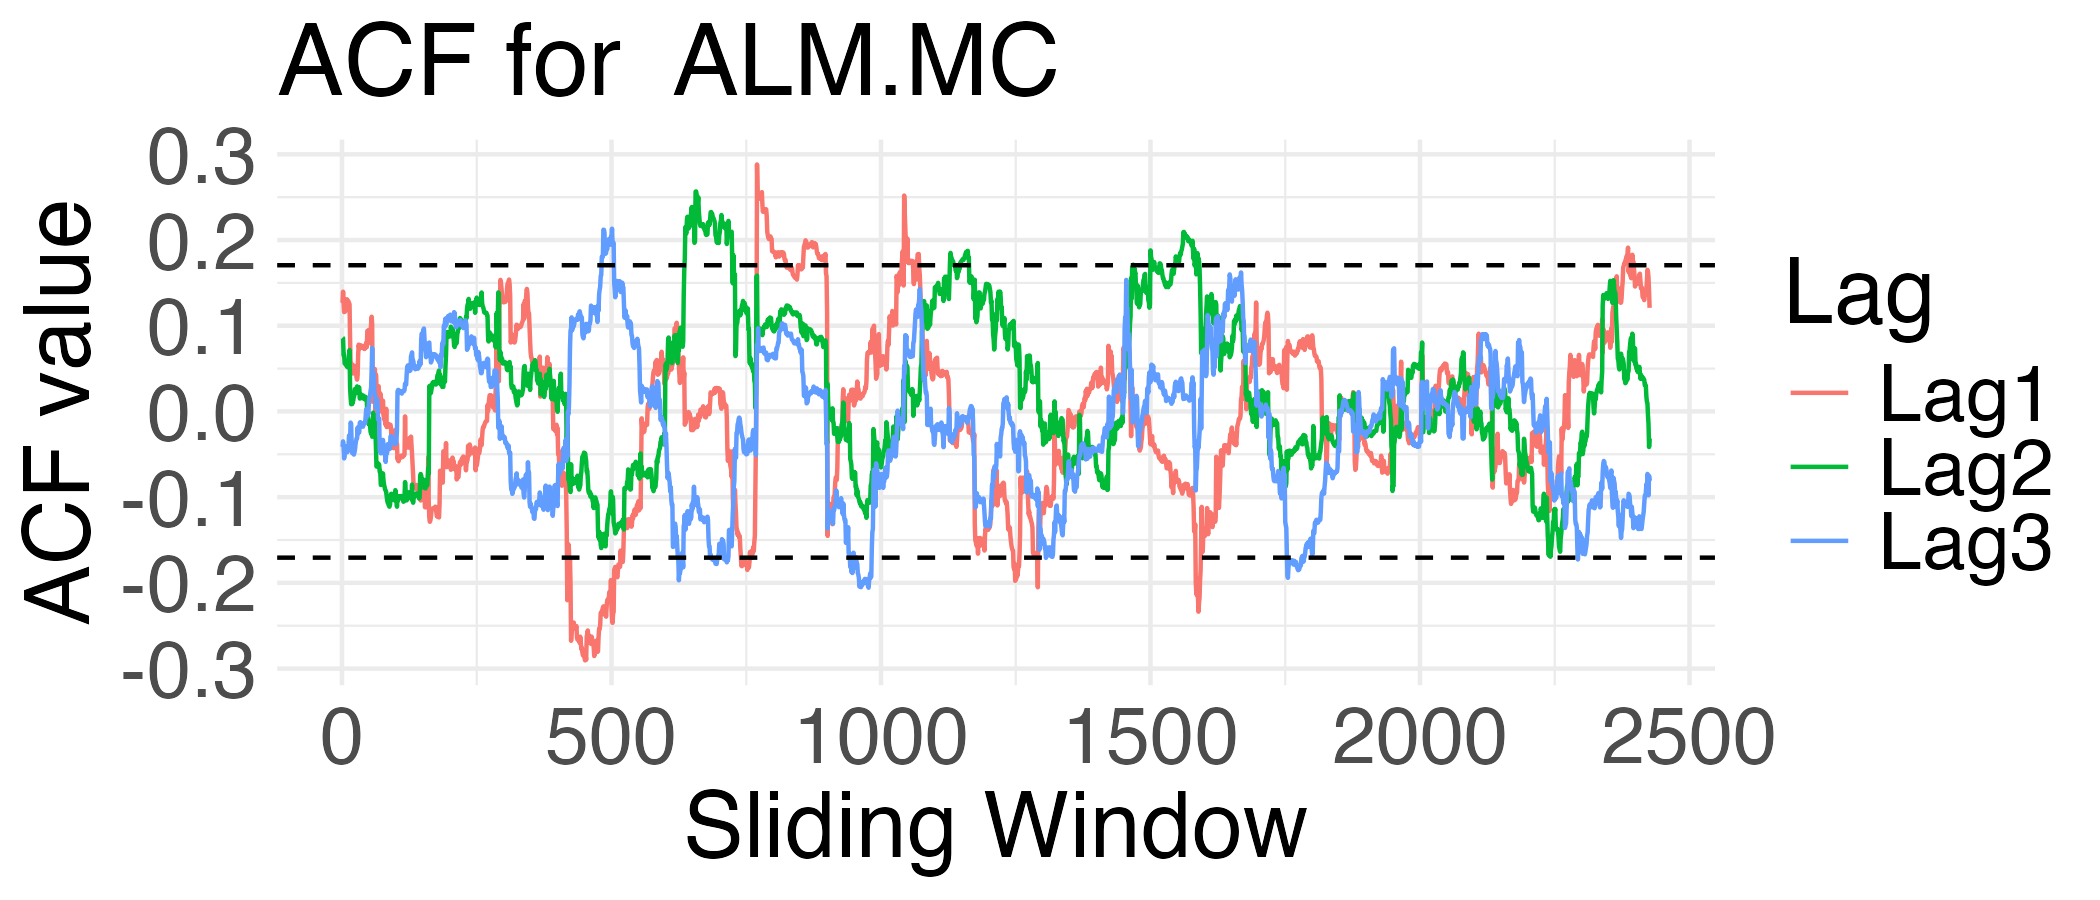 ACF for  ALM.MC
ACF value
0.3
0.2
0.1
0.0
-0.1
-0.2
-0.3
0 500 1000 1500 2000 2500
Sliding Window
Lag
Lag1
Lag2
Lag3